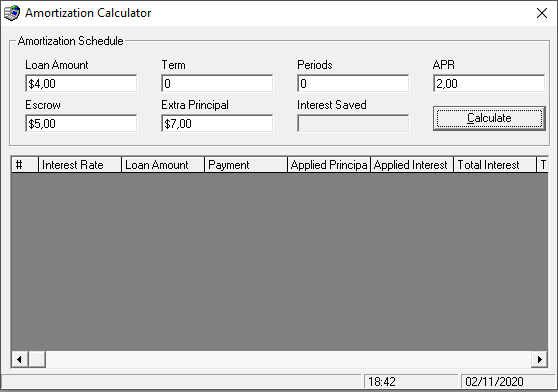 Amortization Calculator
Amortization Schedule
Loan Amount Term Periods APR
$4,00 0 0 2,00
Escrow Extra Principal Interest Saved
$5,00 $7,00 Calculate
# Interest Rate Loan Amount Payment Applied Principa Applied Interest Total Interest T
18:42 02/11/2020